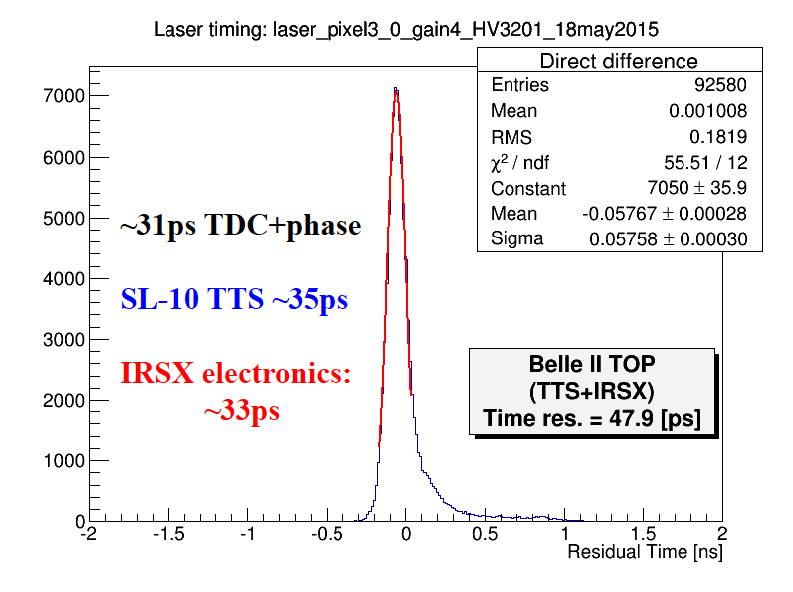 Laser timing: laser_pixel3_0_gain4_HV3201_18may2015
Direct difference
Entries 92580
Mean 0.001008
RMS 0.1819
χ² / ndf 55.51 / 12
Constant 7050 ± 35.9
Mean -0.05767 ± 0.00028
Sigma 0.05758 ± 0.00030
7000
6000
5000
4000
3000
2000
1000
0
~31ps TDC+phase
SL-10 TTS ~35ps
IRSX electronics:
~33ps
Belle II TOP
(TTS+IRSX)
Time res. = 47.9 [ps]
-2 -1.5 -1 -0.5 0 0.5 1 1.5 2
Residual Time [ns]